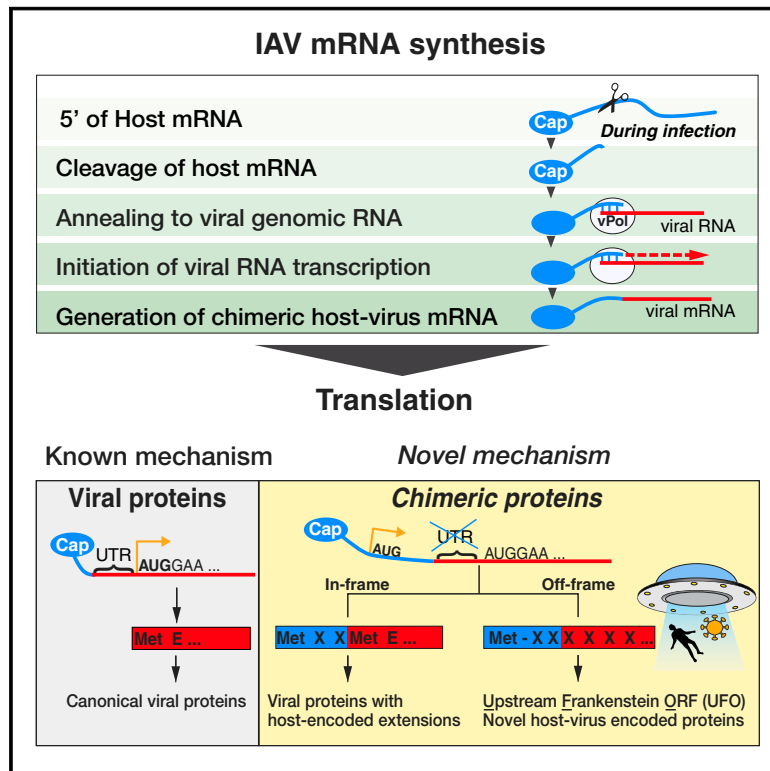 IAV mRNA synthesis
5' of Host mRNA
Cap
During infection
Cleavage of host mRNA
Cap
Annealing to viral genomic RNA
vPol
viral RNA
Initiation of viral RNA transcription
Generation of chimeric host-virus mRNA
viral mRNA
Translation
Known mechanism
Novel mechanism
Viral proteins
Chimeric proteins
Cap
UTR
AUGGAA ...
Cap
AUG
UTR
AUGGAA ...
In-frame
Off-frame
Met E ...
Met X X Met E ...
Met - X X X X X X ...
Canonical viral proteins
Viral proteins with
host-encoded extensions
Upstream Frankenstein ORF (UFO)
Novel host-virus encoded proteins